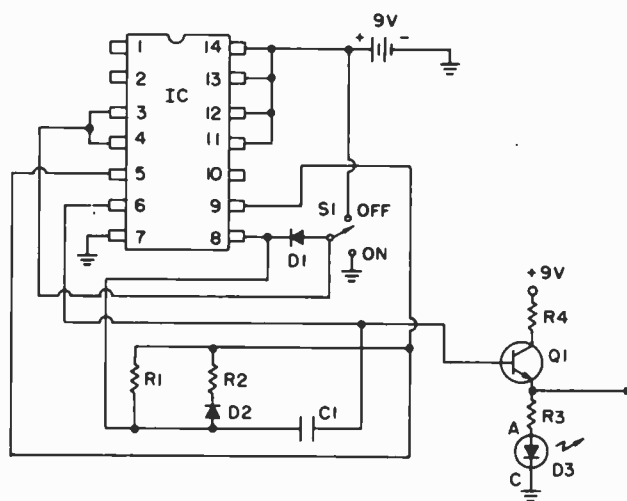 9V
+ -
1 14
2 13
IC
3 12
4 11
5 10
6 9
7 8
S1 OFF
D1 ON
+9V
R4
Q1
R1 R2
D2 C1
R3
A
D3
C